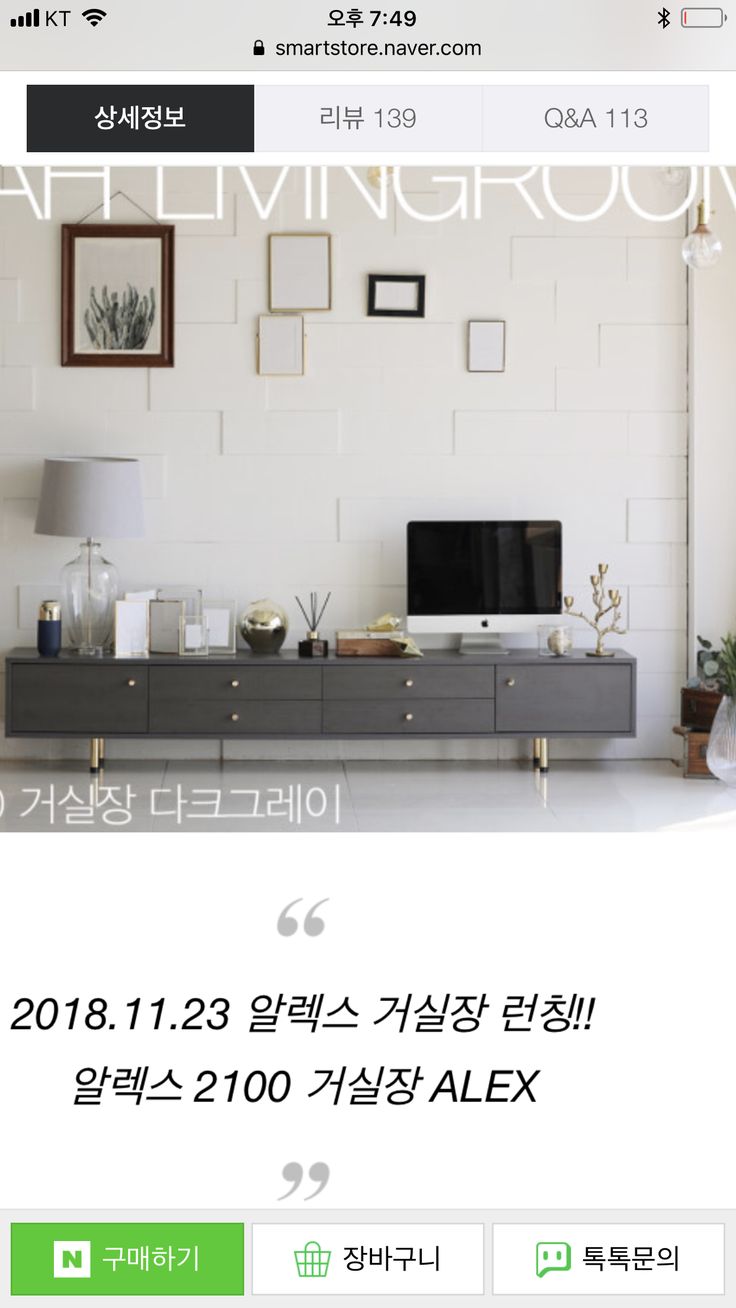 KT 오후 7:49
smartstore.naver.com
상세정보 리뷰 139 Q&A 113
LIVINGROOM
) 거실장 다크그레이
“
2018.11.23 알렉스 거실장 런칭!!
알렉스 2100 거실장 ALEX
”
N 구매하기 장바구니 톡톡문의